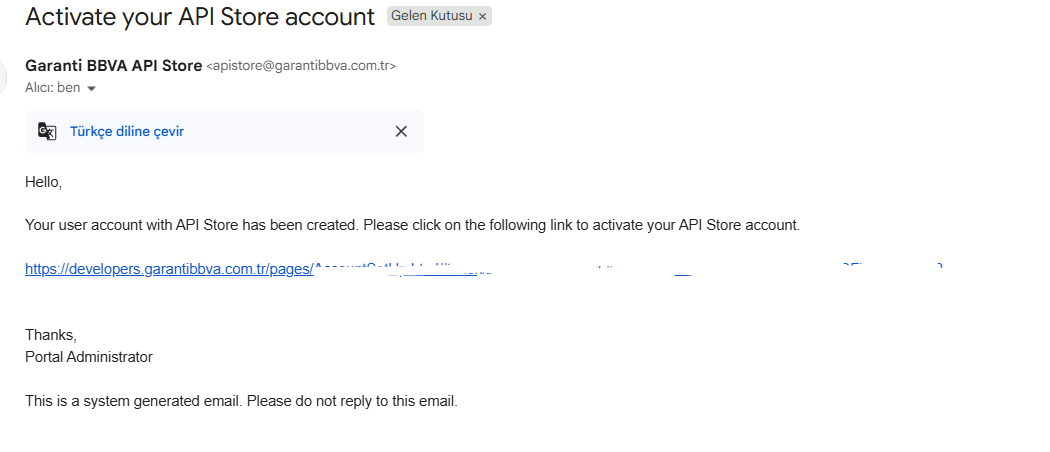 Activate your API Store account Gelen Kutusu ×
Garanti BBVA API Store <apistore@garantibbva.com.tr>
Alıcı: ben
Türkçe diline çevir
Hello,
Your user account with API Store has been created. Please click on the following link to activate your API Store account.
https://developers.garantibbva.com.tr/pages/
Thanks,
Portal Administrator
This is a system generated email. Please do not reply to this email.